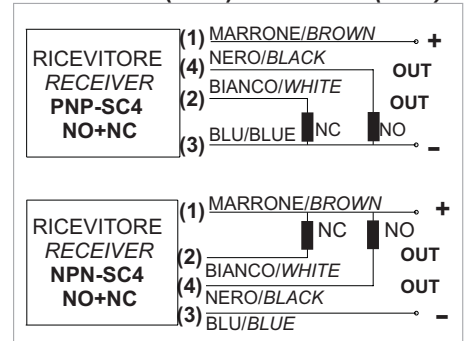 (1) MARRONE/BROWN +
RICEVITORE
RECEIVER
PNP-SC4
NO+NC
(4) NERO/BLACK OUT
(2) BIANCO/WHITE OUT
NC NO
(3) BLU/BLUE -
(1) MARRONE/BROWN +
RICEVITORE
RECEIVER
NPN-SC4
NO+NC
NC NO
(2) BIANCO/WHITE OUT
(4) NERO/BLACK OUT
(3) BLU/BLUE -